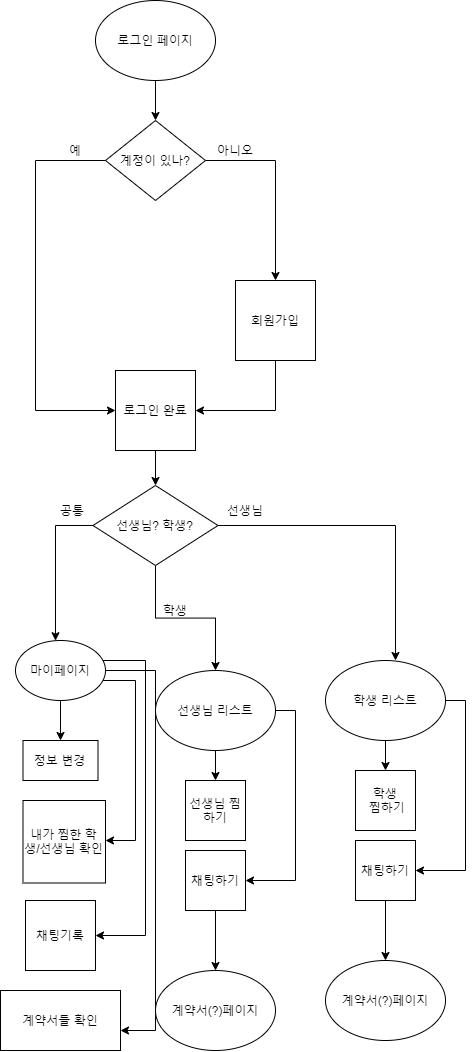 로그인 페이지
예
계정이 있나?
아니오
회원가입
로그인 완료
공통
선생님? 학생?
선생님
학생
마이페이지
선생님 리스트
학생 리스트
정보 변경
선생님 찜
하기
학생
찜하기
내가 찜한 학
생/선생님 확인
채팅하기
채팅하기
채팅기록
계약서들 확인
계약서(?)페이지
계약서(?)페이지